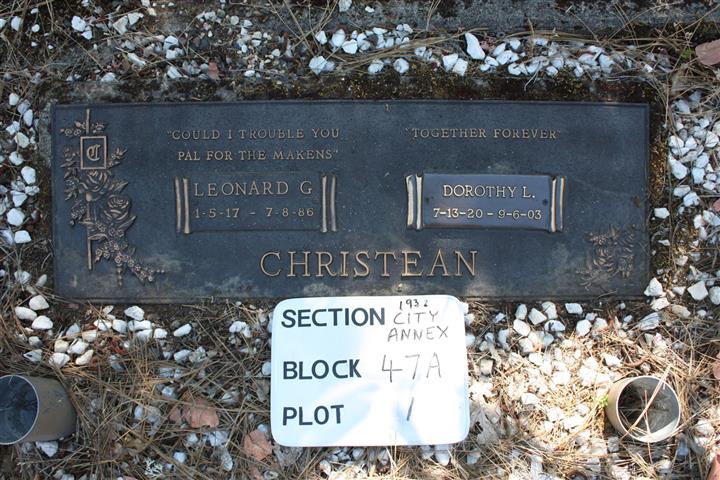 "COULD I TROUBLE YOU
PAL FOR THE MAKENS"
"TOGETHER FOREVER"
C
LEONARD G
1-5-17 - 7-8-86
DOROTHY L.
7-13-20 - 9-6-03
CHRISTEAN
SECTION 1932 CITY ANNEX
BLOCK 47A
PLOT 1